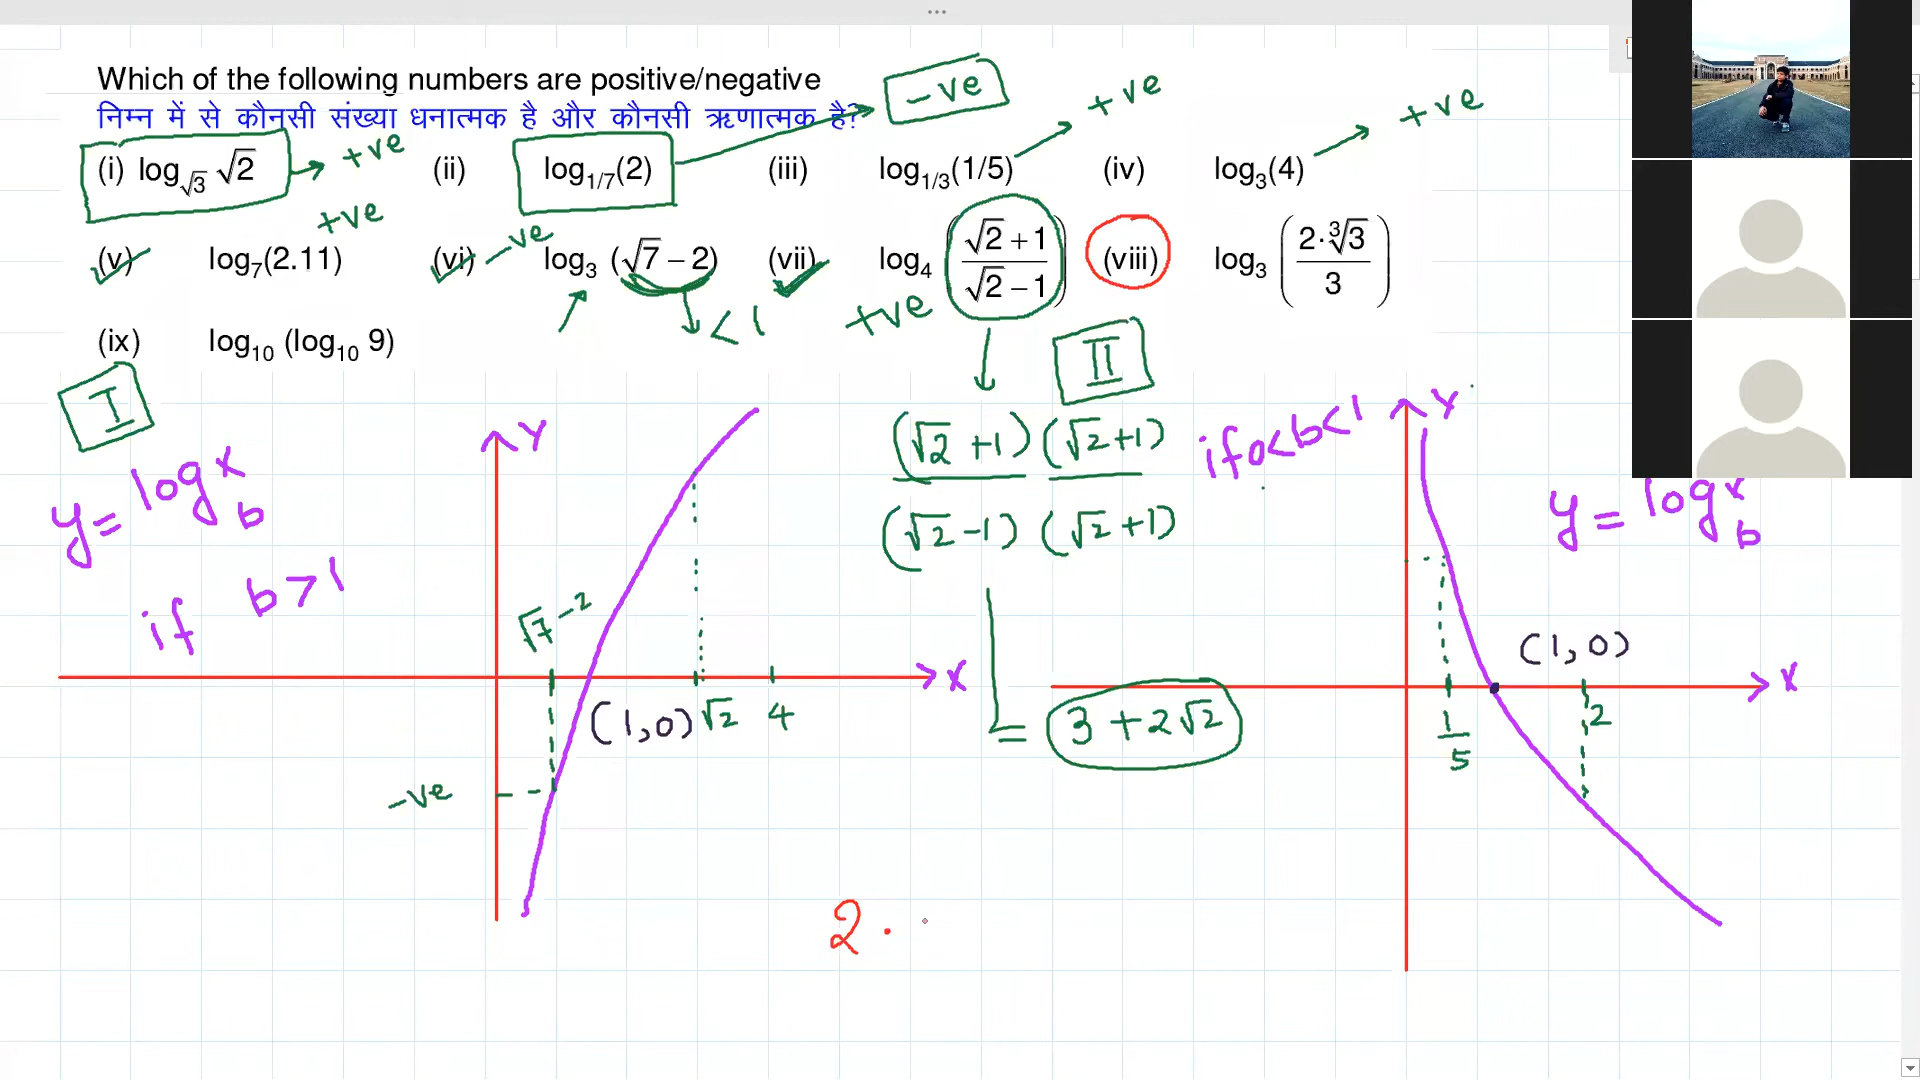 Which of the following numbers are positive/negative
निम्न में से कौनसी संख्या धनात्मक है और कौनसी ऋणात्मक है?
-ve
+ve
+ve
(i) log√3 √2 +ve (ii) log1/7(2) (iii) log1/3(1/5) (iv) log3(4)
+ve
(v) log7(2.11) (vi) -ve log3 (√7 – 2) (vii) log4 (√2 + 1 / √2 – 1) (viii) log3 (2·∛3 / 3)
<1
+ve
(ix) log10 (log10 9)
I
II
y = log x b
if b>1
Y
(√2 +1) (√2+1)
(√2 -1) (√2 +1)
= 3 + 2√2
if 0<b<1
Y
y = log x b
√7 -2
X
(1,0) √2 4
-ve
(1,0)
X
1/5
2
2 .